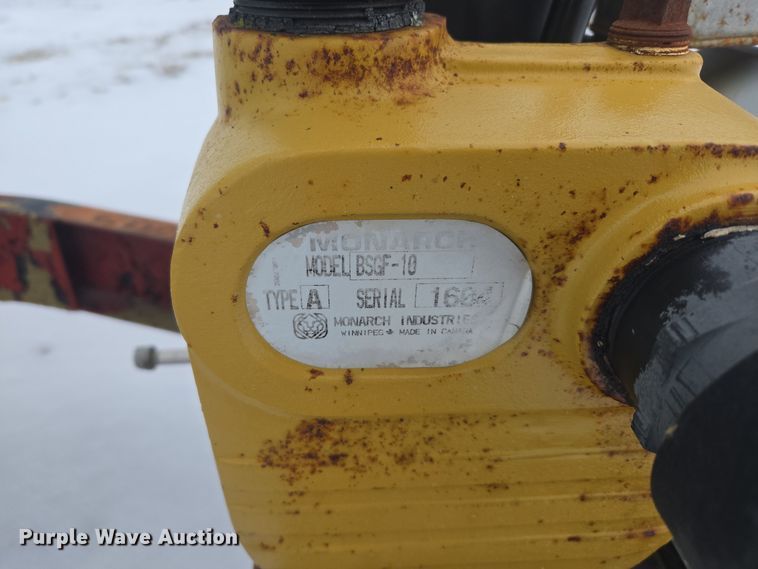 MONARCH
MODEL BSGF-10
TYPE A SERIAL 1684
MONARCH INDUSTRIES
WINNIPEG MADE IN CANADA
Purple Wave Auction